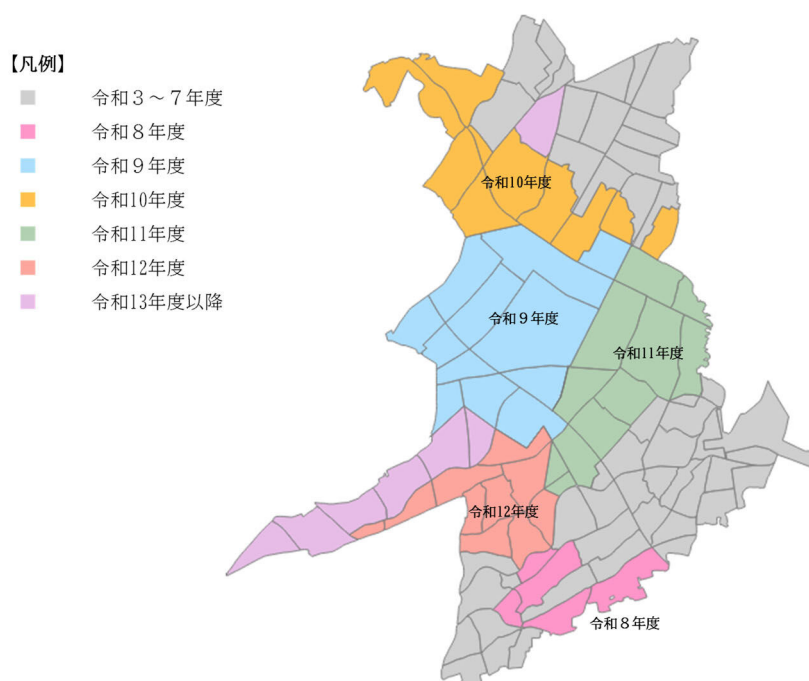 【凡例】
令和３～７年度
令和８年度
令和９年度
令和10年度
令和11年度
令和12年度
令和13年度以降
令和10年度
令和９年度
令和11年度
令和12年度
令和８年度